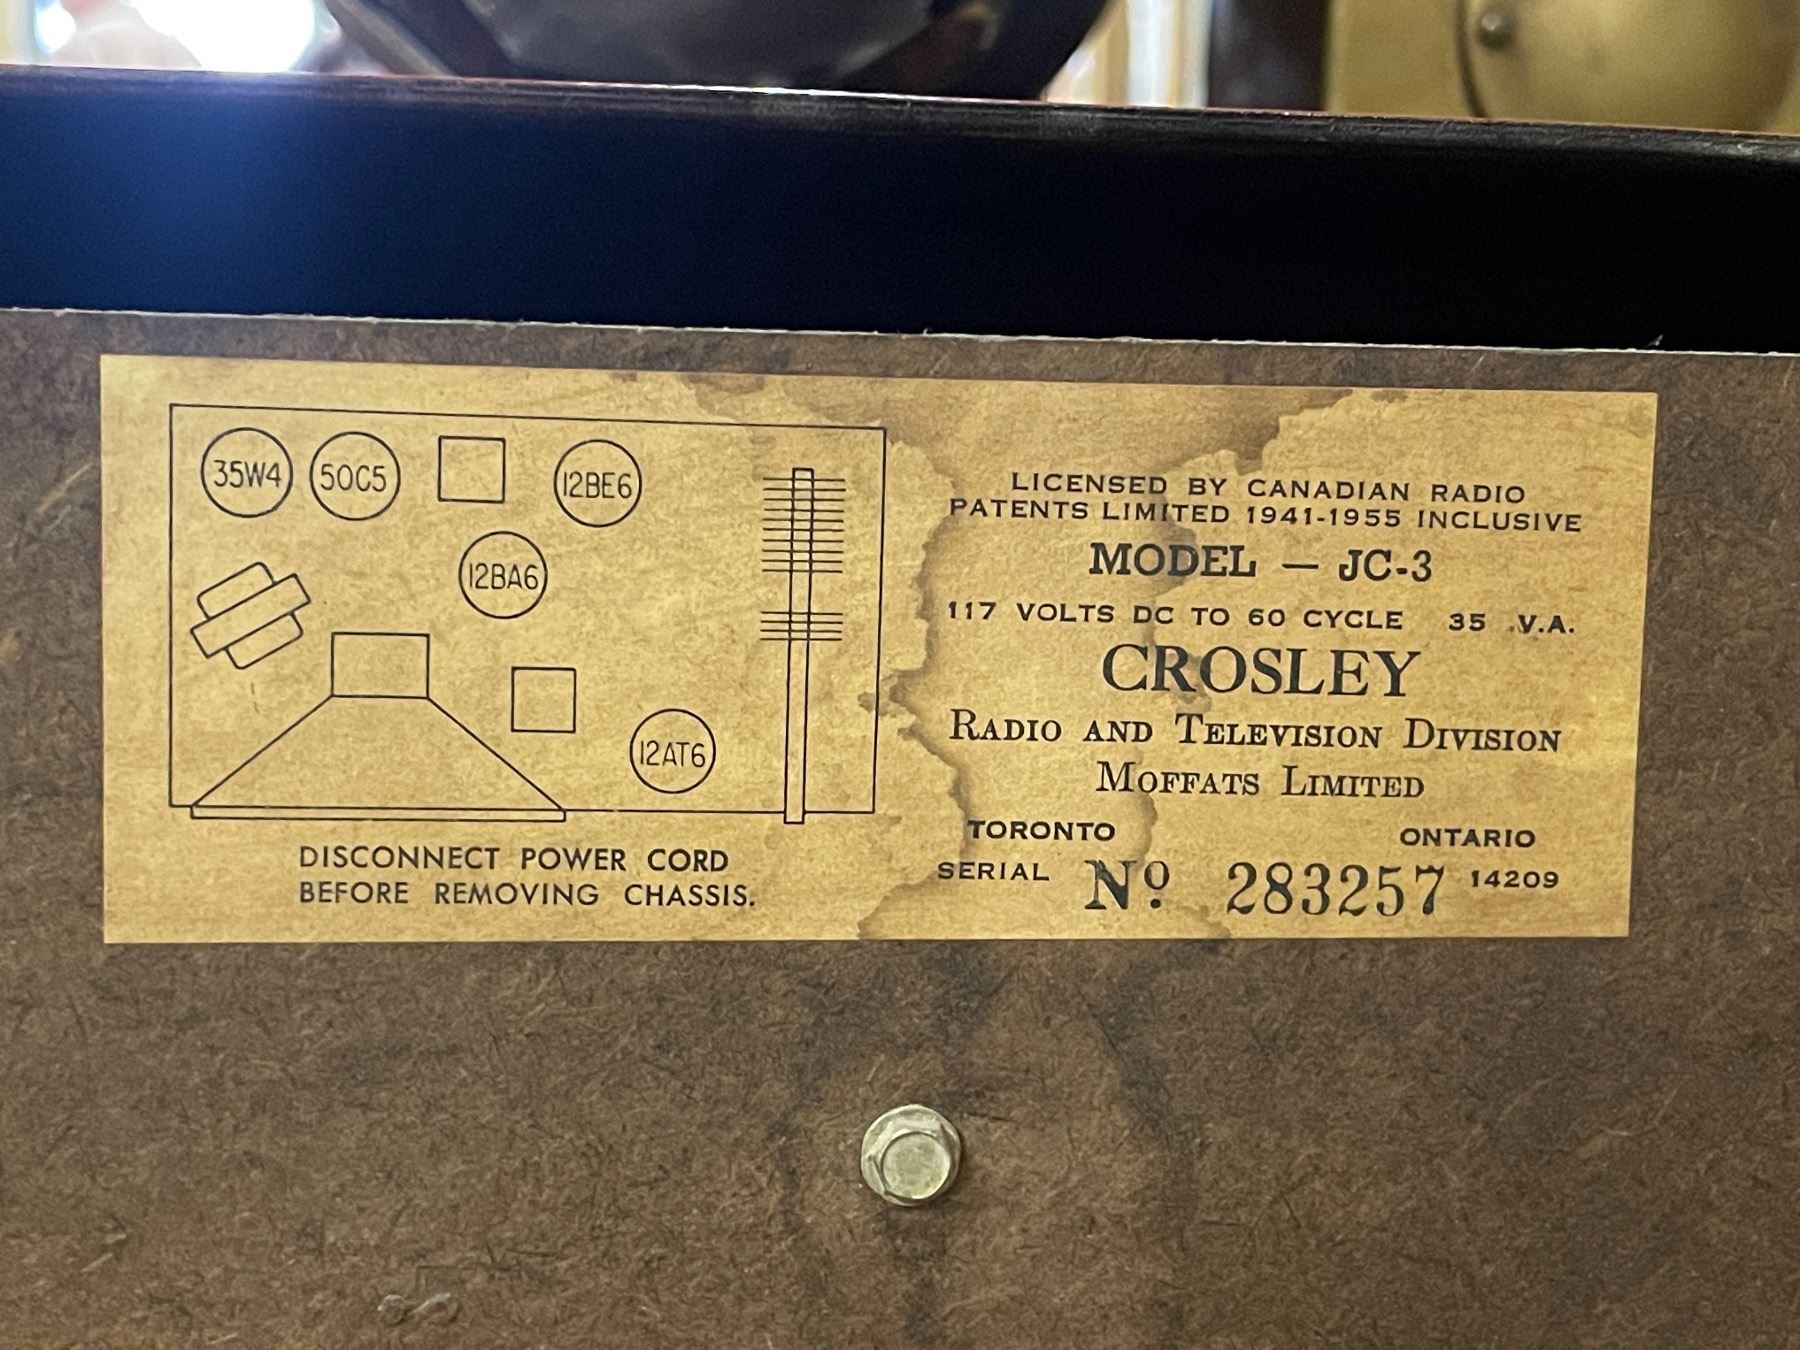 35W4 50C5 12BE6
12BA6
12AT6
DISCONNECT POWER CORD
BEFORE REMOVING CHASSIS.
LICENSED BY CANADIAN RADIO
PATENTS LIMITED 1941-1955 INCLUSIVE
MODEL — JC-3
117 VOLTS DC TO 60 CYCLE 35 .V.A.
CROSLEY
RADIO AND TELEVISION DIVISION
MOFFATS LIMITED
TORONTO ONTARIO
SERIAL Nº 283257 14209